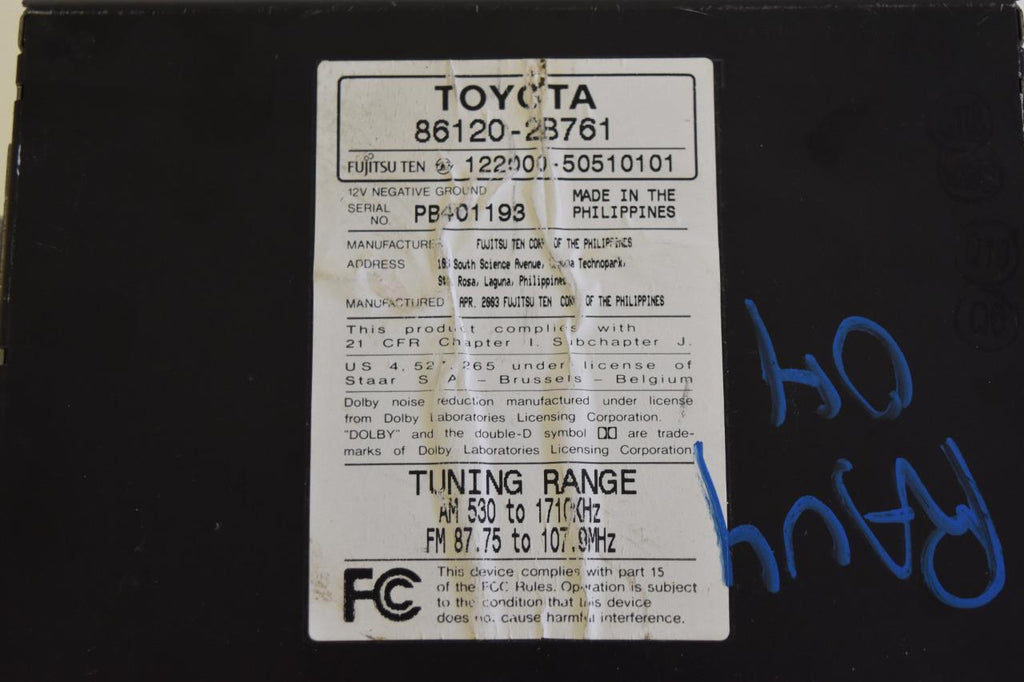 TOYOTA
86120-2B761
FUJITSU TEN 122000-50510101
12V NEGATIVE GROUND
SERIAL NO. PB401193
MADE IN THE PHILIPPINES
MANUFACTURER FUJITSU TEN CORP. OF THE PHILIPPINES
ADDRESS South Science Avenue, Laguna Technopark,
Sta. Rosa, Laguna, Philippines
MANUFACTURED APR. 2003 FUJITSU TEN CORP. OF THE PHILIPPINES
This product complies with
21 CFR Chapter I. Subchapter J.
US 4,527,265 under license of
Staar S A – Brussels – Belgium
Dolby noise reduction manufactured under license
from Dolby Laboratories Licensing Corporation.
"DOLBY" and the double-D symbol are trade-
marks of Dolby Laboratories Licensing Corporation.
TUNING RANGE
AM 530 to 1710KHz
FM 87.75 to 107.9MHz
FC This device complies with part 15
of the FCC Rules. Operation is subject
to the condition that this device
does not cause harmful interference.
RAV4
04